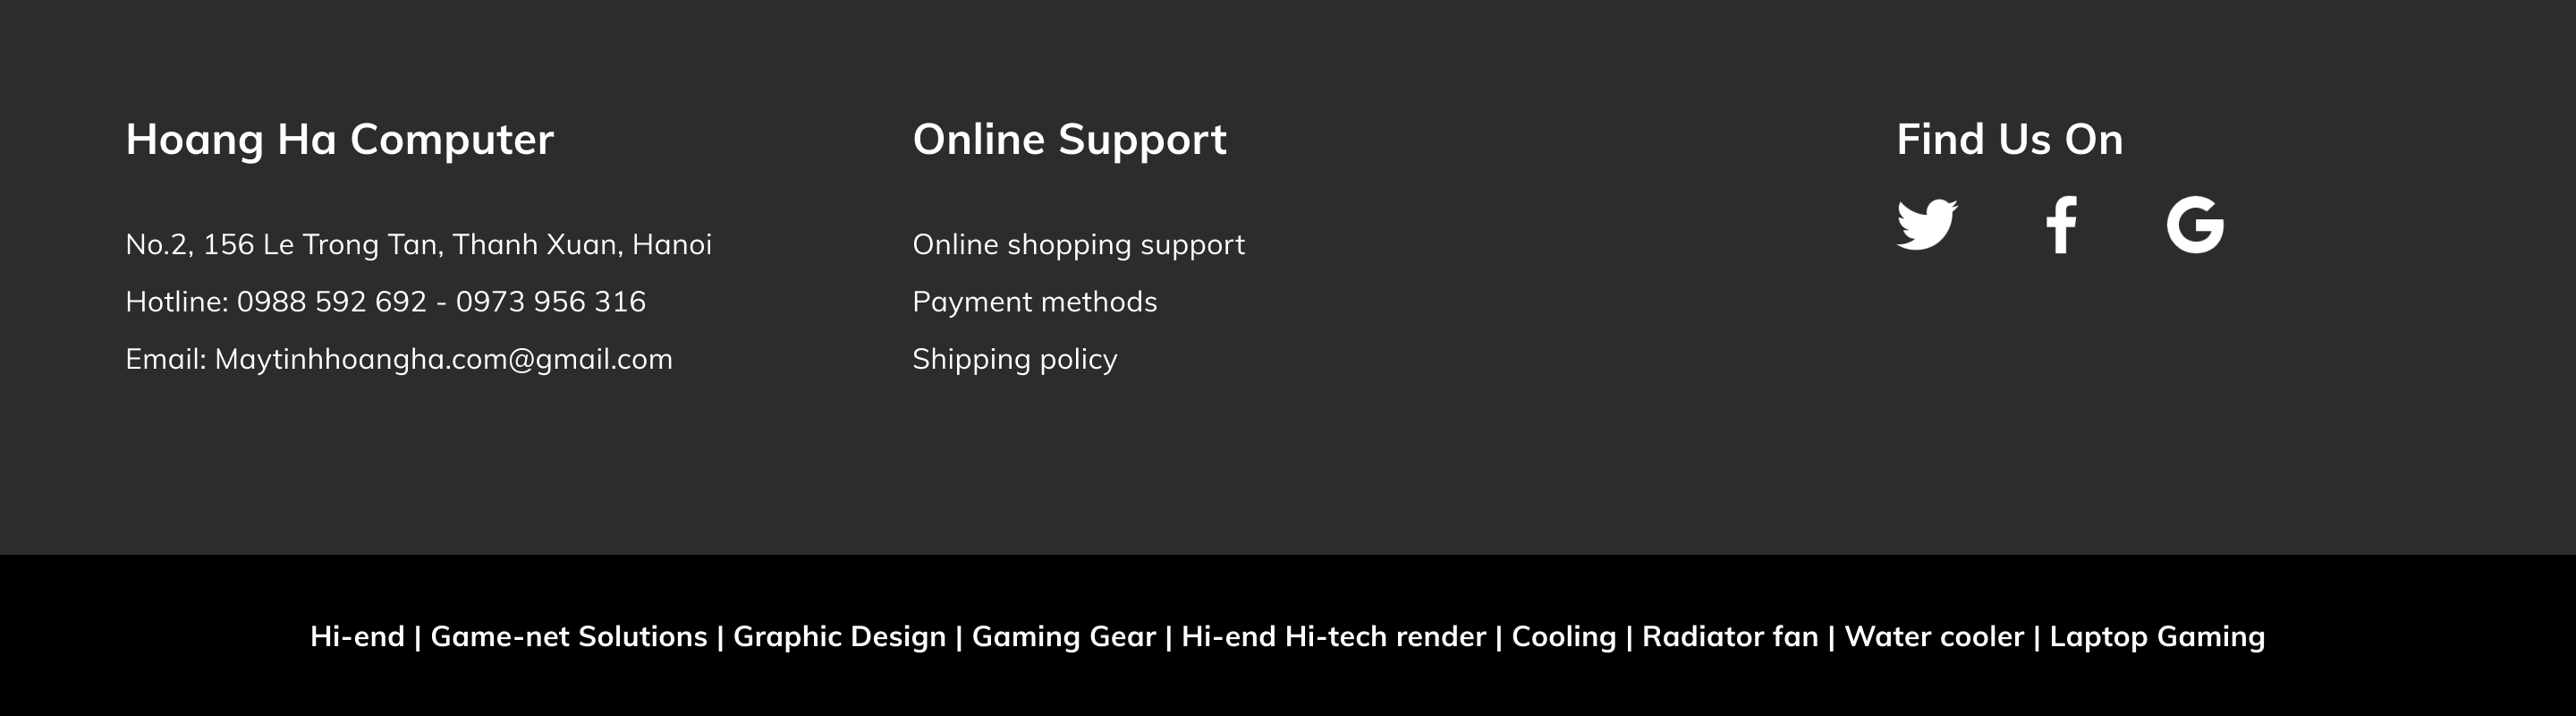 Hoang Ha Computer
No.2, 156 Le Trong Tan, Thanh Xuan, Hanoi
Hotline: 0988 592 692 - 0973 956 316
Email: Maytinhhoangha.com@gmail.com
Online Support
Online shopping support
Payment methods
Shipping policy
Find Us On
Hi-end | Game-net Solutions | Graphic Design | Gaming Gear | Hi-end Hi-tech render | Cooling | Radiator fan | Water cooler | Laptop Gaming